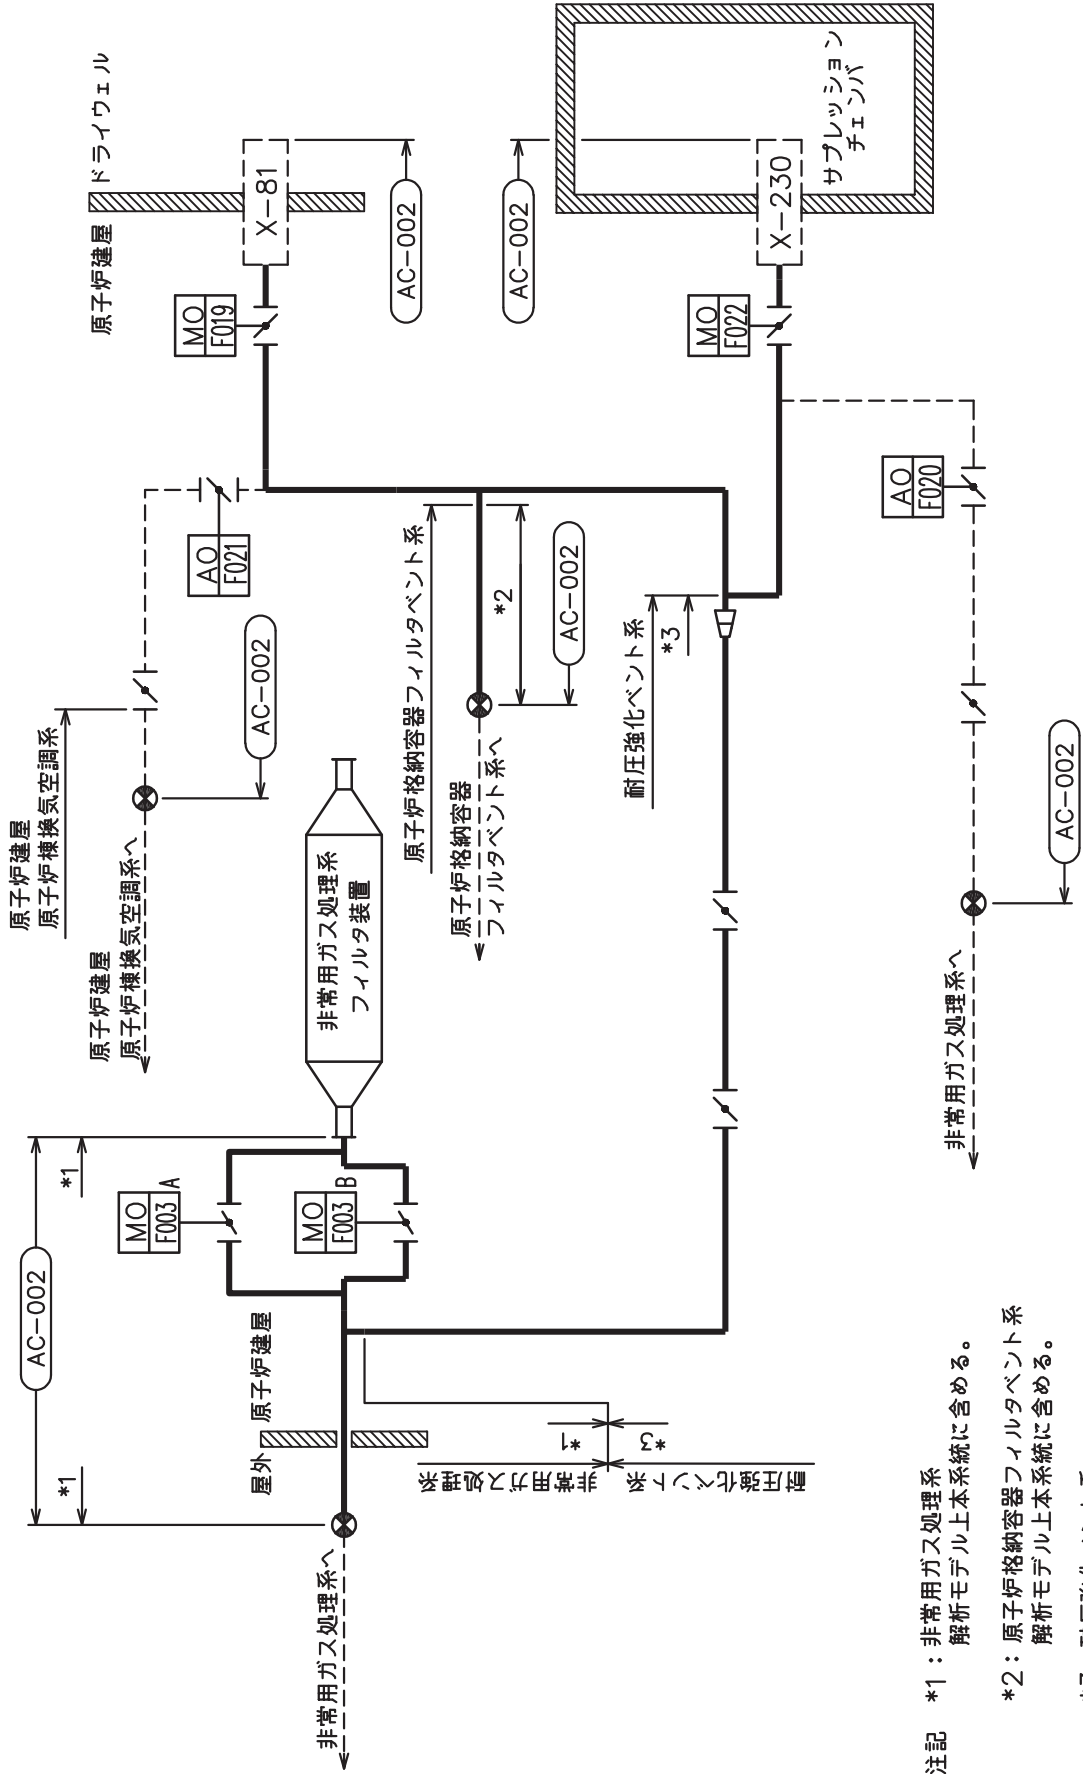 ドライウェル
原子炉建屋
X-81
AC-002
MO
F019
AC-002
サプレッション
チェンバ
X-230
MO
F022
AO
F021
AC-002
原子炉建屋
原子炉棟換気空調系
原子炉建屋
原子炉棟換気空調系へ
原子炉格納容器フィルタベント系
*2
AC-002
原子炉格納容器
フィルタベント系へ
耐圧強化ベント系
*3
AO
F020
AC-002
非常用ガス処理系へ
非常用ガス処理系
フィルタ装置
AC-002
*1
*1
MO
F003
A
MO
F003
B
屋外
原子炉建屋
非常用ガス処理系
*1
耐圧強化ベント系
*3
非常用ガス処理系へ
注記 *1：非常用ガス処理系
解析モデル上本系統に含める。
*2：原子炉格納容器フィルタベント系
解析モデル上本系統に含める。